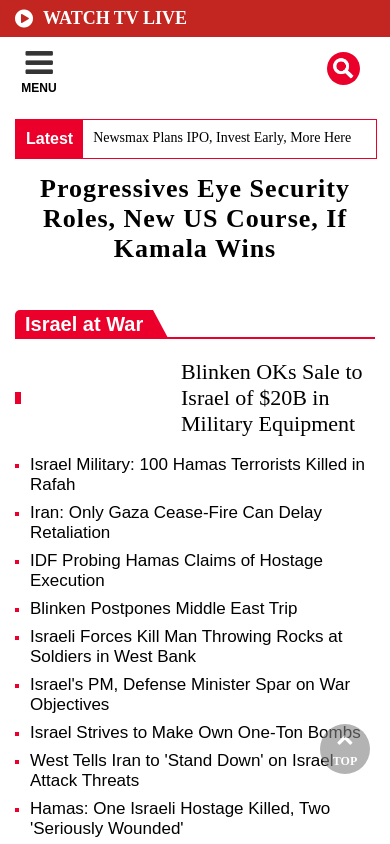 WATCH TV LIVE
MENU
Latest
Newsmax Plans IPO, Invest Early, More Here
Progressives Eye Security
Roles, New US Course, If
Kamala Wins
Israel at War
Blinken OKs Sale to
Israel of $20B in
Military Equipment
Israel Military: 100 Hamas Terrorists Killed in
Rafah
Iran: Only Gaza Cease-Fire Can Delay
Retaliation
IDF Probing Hamas Claims of Hostage
Execution
Blinken Postpones Middle East Trip
Israeli Forces Kill Man Throwing Rocks at
Soldiers in West Bank
Israel's PM, Defense Minister Spar on War
Objectives
Israel Strives to Make Own One-Ton Bombs
West Tells Iran to 'Stand Down' on Israel
Attack Threats
TOP
Hamas: One Israeli Hostage Killed, Two
'Seriously Wounded'